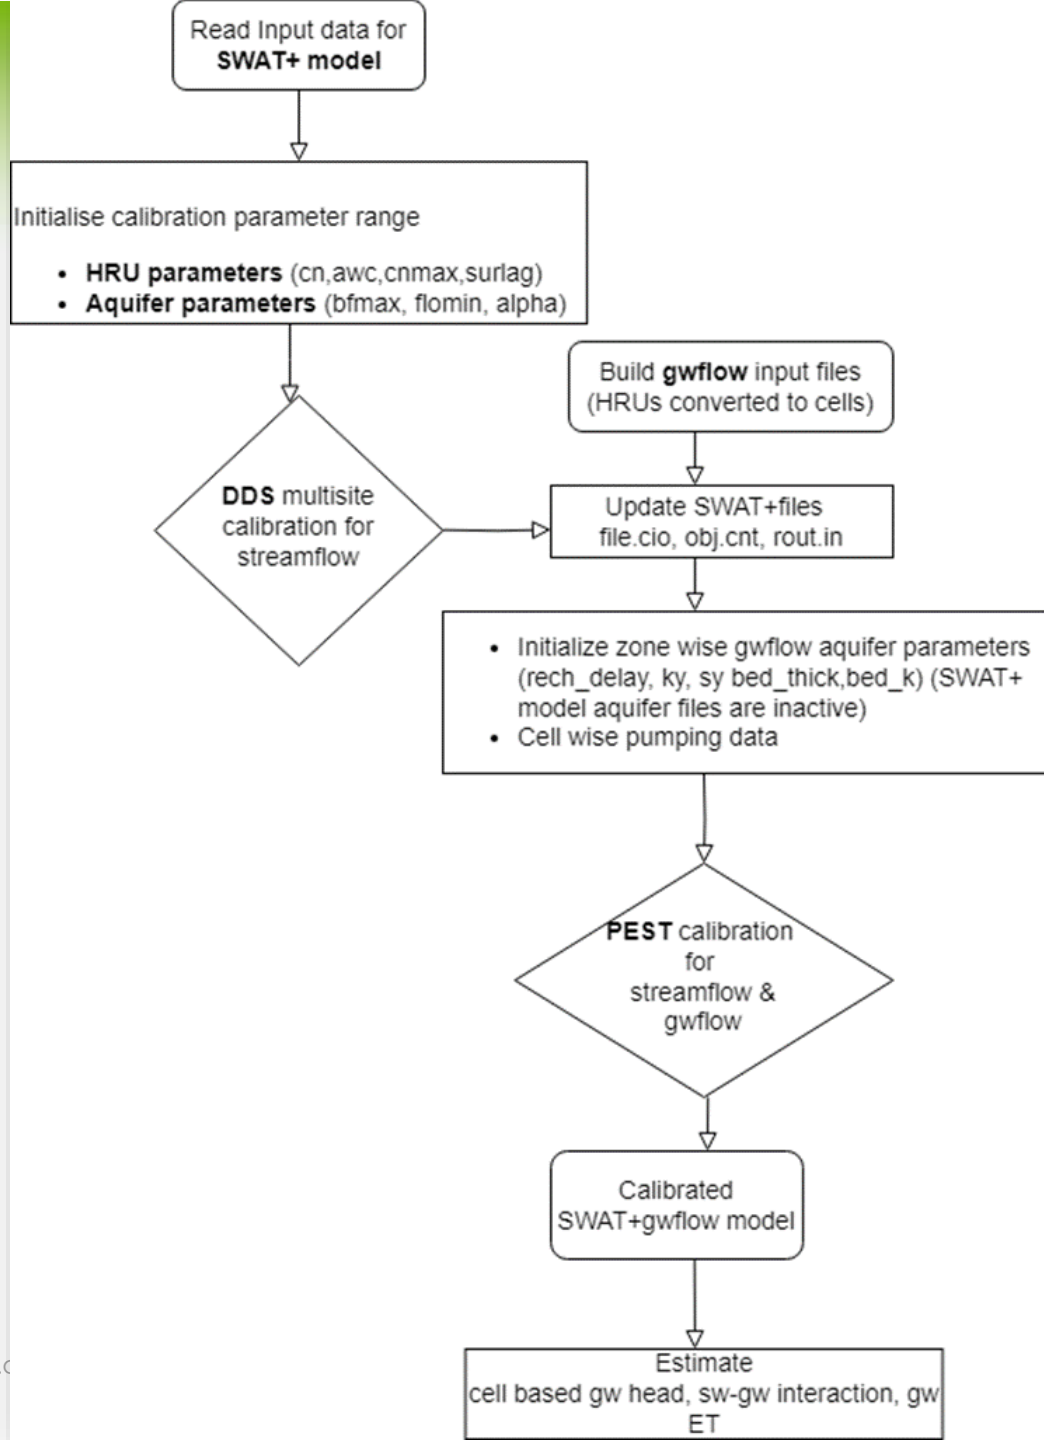 Read Input data for
SWAT+ model
Initialise calibration parameter range
• HRU parameters (cn,awc,cnmax,surlag)
• Aquifer parameters (bfmax, flomin, alpha)
Build gwflow input files
(HRUs converted to cells)
DDS multisite
calibration for
streamflow
Update SWAT+files
file.cio, obj.cnt, rout.in
• Initialize zone wise gwflow aquifer parameters
(rech_delay, ky, sy bed_thick,bed_k) (SWAT+
model aquifer files are inactive)
• Cell wise pumping data
PEST calibration
for
streamflow &
gwflow
Calibrated
SWAT+gwflow model
Estimate
cell based gw head, sw-gw interaction, gw
ET